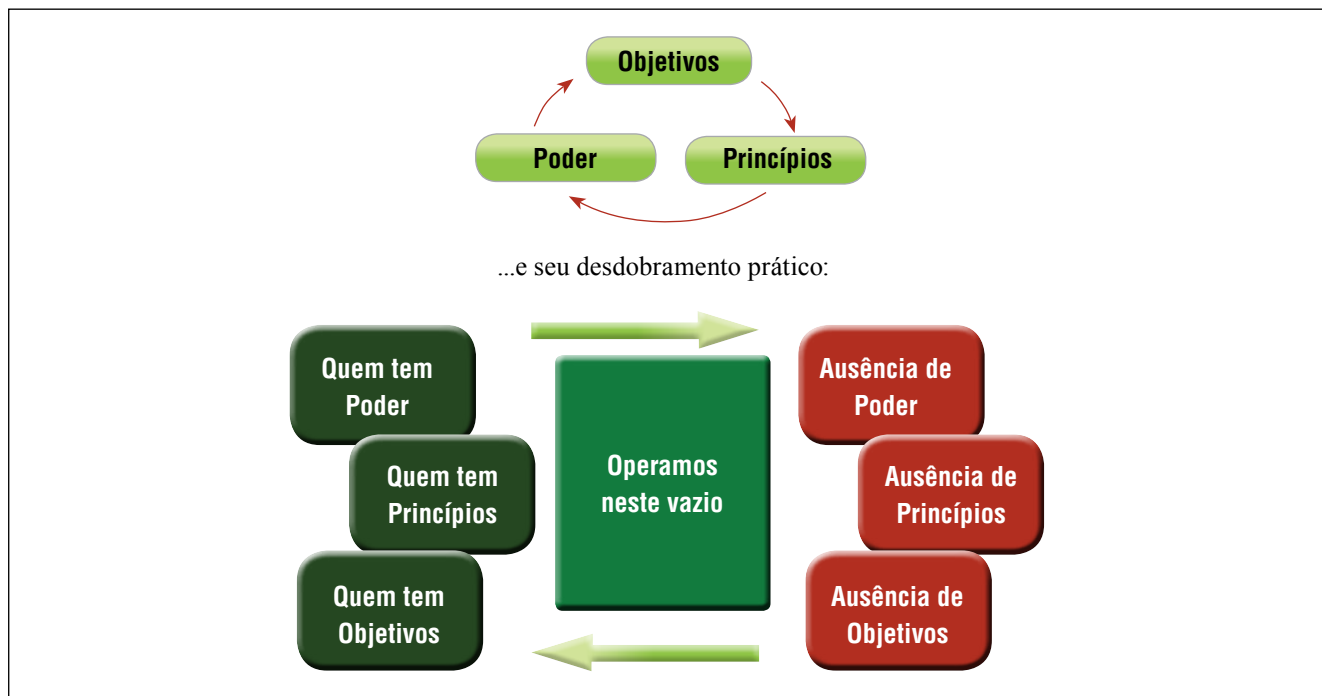 Objetivos
Poder
Princípios
...e seu desdobramento prático:
Quem tem
Poder
Quem tem
Princípios
Quem tem
Objetivos
Operamos
neste vazio
Ausência de
Poder
Ausência de
Princípios
Ausência de
Objetivos